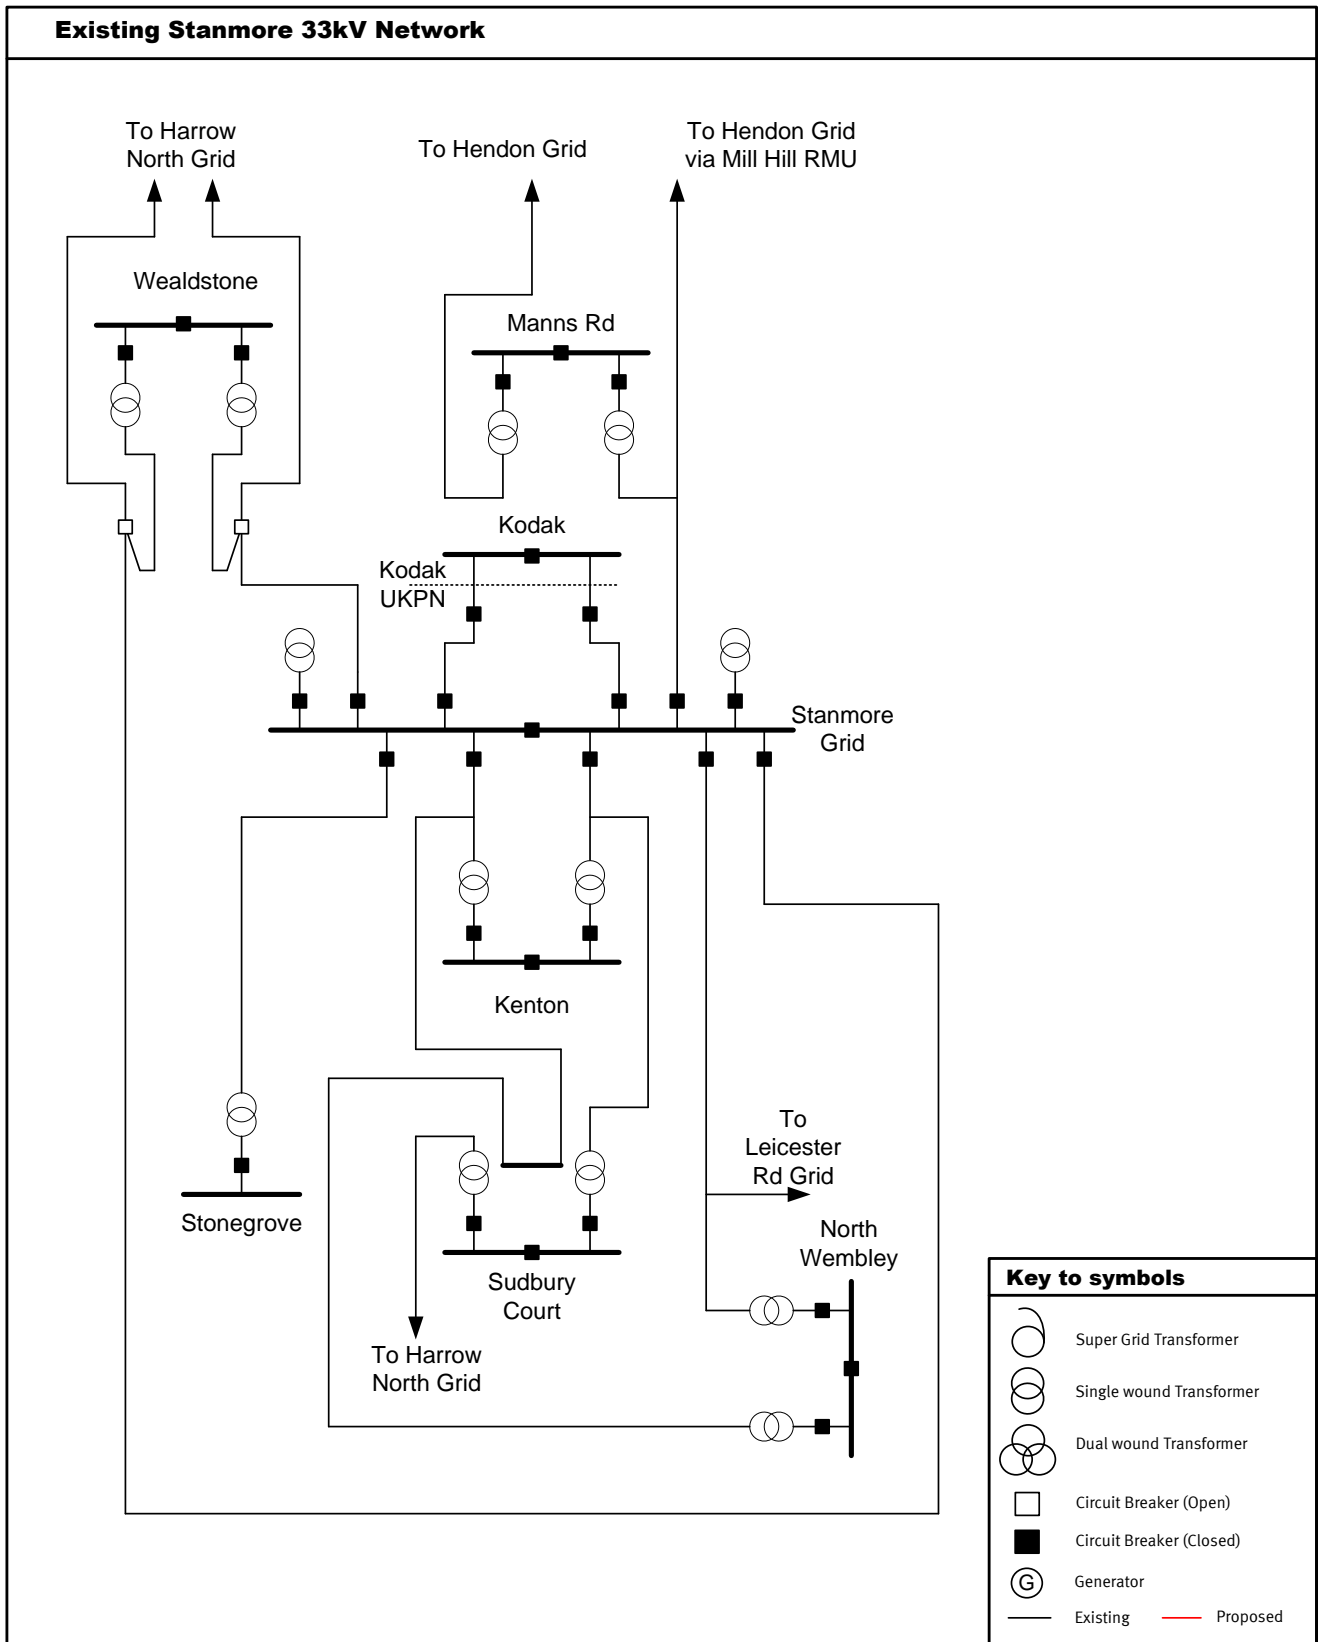 Existing Stanmore 33kV Network
To Harrow
North Grid
To Hendon Grid
To Hendon Grid
via Mill Hill RMU
Wealdstone
Manns Rd
Kodak
Kodak
UKPN
Stanmore
Grid
Kenton
To
Leicester
Rd Grid
Stonegrove
North
Wembley
Sudbury
Court
To Harrow
North Grid
Key to symbols
Super Grid Transformer
Single wound Transformer
Dual wound Transformer
Circuit Breaker (Open)
Circuit Breaker (Closed)
G Generator
Existing Proposed